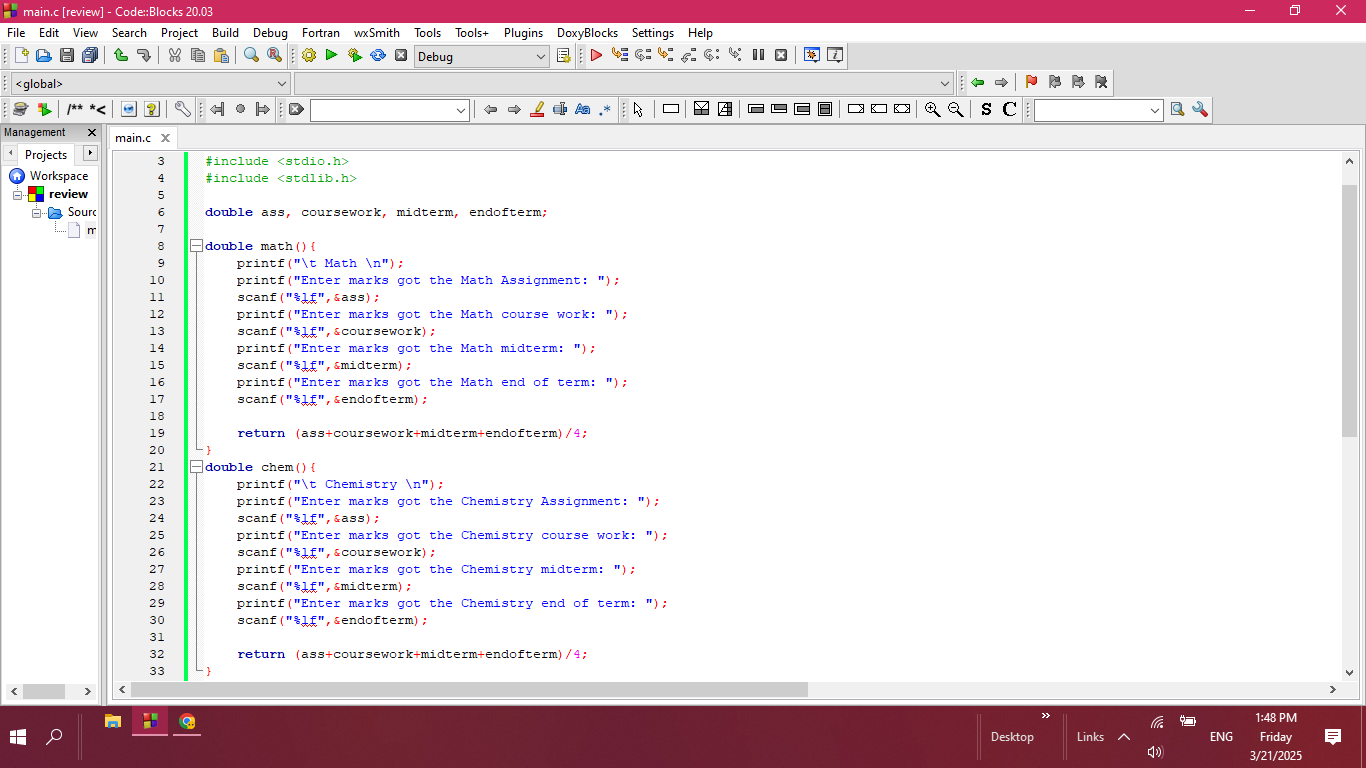 main.c [review] - Code::Blocks 20.03
File Edit View Search Project Build Debug Fortran wxSmith Tools Tools+ Plugins DoxyBlocks Settings Help
Debug
<global>
/** *<
Aa .*
S C
Management
Projects
main.c
Workspace
review
Sourc
m
3 #include <stdio.h>
4 #include <stdlib.h>
5
6 double ass, coursework, midterm, endofterm;
7
8 double math(){
9     printf("\t Math \n");
10     printf("Enter marks got the Math Assignment: ");
11     scanf("%lf",&ass);
12     printf("Enter marks got the Math course work: ");
13     scanf("%lf",&coursework);
14     printf("Enter marks got the Math midterm: ");
15     scanf("%lf",&midterm);
16     printf("Enter marks got the Math end of term: ");
17     scanf("%lf",&endofterm);
18
19     return (ass+coursework+midterm+endofterm)/4;
20 }
21 double chem(){
22     printf("\t Chemistry \n");
23     printf("Enter marks got the Chemistry Assignment: ");
24     scanf("%lf",&ass);
25     printf("Enter marks got the Chemistry course work: ");
26     scanf("%lf",&coursework);
27     printf("Enter marks got the Chemistry midterm: ");
28     scanf("%lf",&midterm);
29     printf("Enter marks got the Chemistry end of term: ");
30     scanf("%lf",&endofterm);
31
32     return (ass+coursework+midterm+endofterm)/4;
33 }
Desktop
Links
ENG
1:48 PM
Friday
3/21/2025